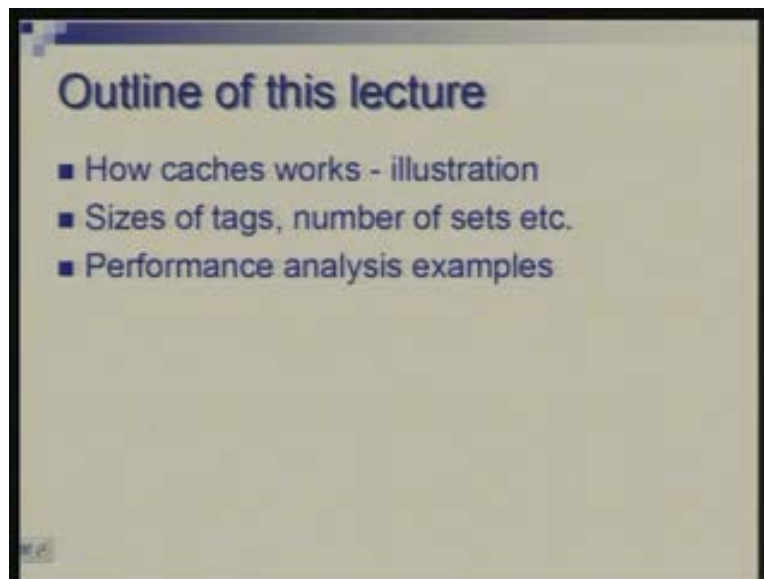 Outline of this lecture
How caches works - illustration
Sizes of tags, number of sets etc.
Performance analysis examples